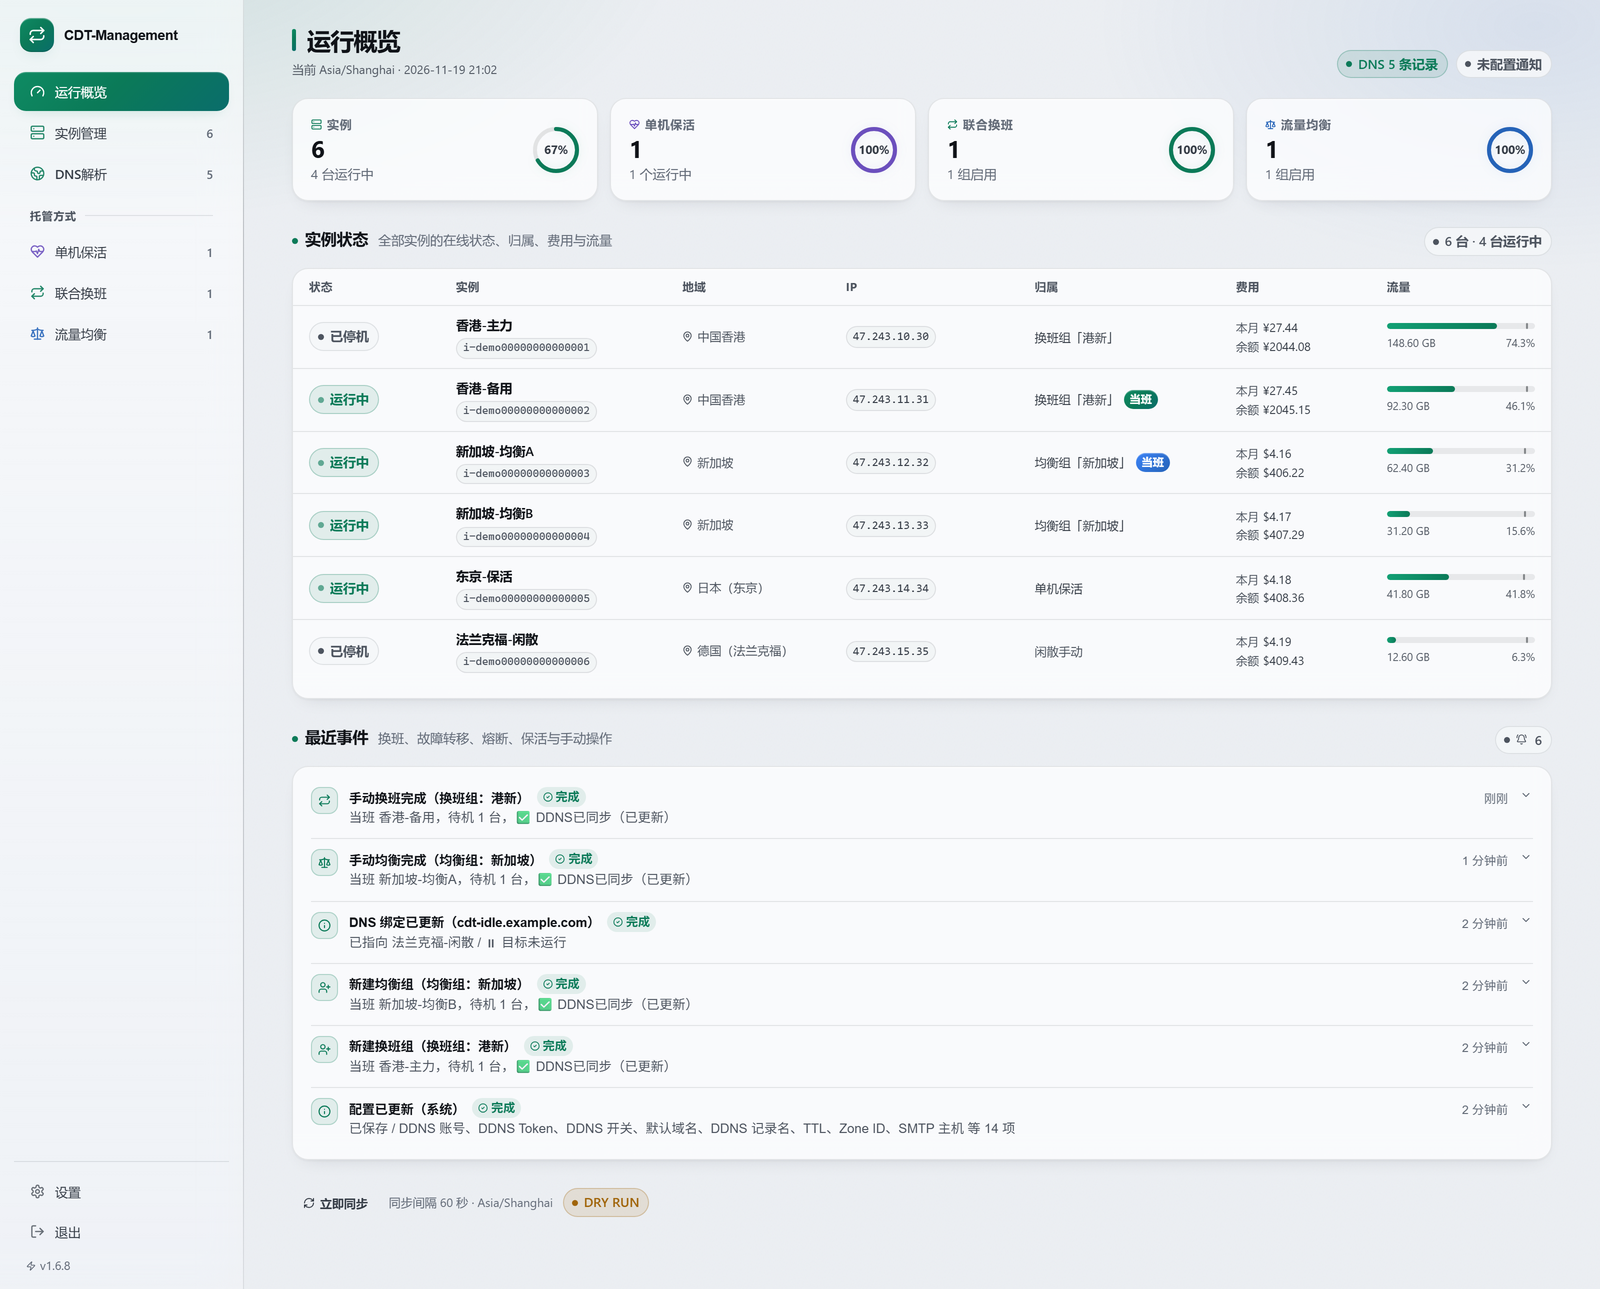 CDT-Management
运行概览
实例管理 6
DNS解析 5
托管方式
单机保活 1
联合换班 1
流量均衡 1
设置
退出
v1.6.8
运行概览
当前 Asia/Shanghai · 2026-11-19 21:02
DNS 5 条记录
未配置通知
实例
6
4 台运行中
67%
单机保活
1
1 个运行中
100%
联合换班
1
1 组启用
100%
流量均衡
1
1 组启用
100%
实例状态 全部实例的在线状态、归属、费用与流量
6 台 · 4 台运行中
状态 实例 地域 IP 归属 费用 流量
已停机
香港-主力
i-demo00000000000001
中国香港
47.243.10.30
换班组「港新」
本月 ¥27.44
余额 ¥2044.08
148.60 GB 74.3%
运行中
香港-备用
i-demo00000000000002
中国香港
47.243.11.31
换班组「港新」 当班
本月 ¥27.45
余额 ¥2045.15
92.30 GB 46.1%
运行中
新加坡-均衡A
i-demo00000000000003
新加坡
47.243.12.32
均衡组「新加坡」 当班
本月 $4.16
余额 $406.22
62.40 GB 31.2%
运行中
新加坡-均衡B
i-demo00000000000004
新加坡
47.243.13.33
均衡组「新加坡」
本月 $4.17
余额 $407.29
31.20 GB 15.6%
运行中
东京-保活
i-demo00000000000005
日本（东京）
47.243.14.34
单机保活
本月 $4.18
余额 $408.36
41.80 GB 41.8%
已停机
法兰克福-闲散
i-demo00000000000006
德国（法兰克福）
47.243.15.35
闲散手动
本月 $4.19
余额 $409.43
12.60 GB 6.3%
最近事件 换班、故障转移、熔断、保活与手动操作
6
手动换班完成（换班组：港新） 完成
当班 香港-备用，待机 1 台，✅ DDNS已同步（已更新）
刚刚
手动均衡完成（均衡组：新加坡） 完成
当班 新加坡-均衡A，待机 1 台，✅ DDNS已同步（已更新）
1 分钟前
DNS 绑定已更新（cdt-idle.example.com） 完成
已指向 法兰克福-闲散 / ⏸ 目标未运行
2 分钟前
新建均衡组（均衡组：新加坡） 完成
当班 新加坡-均衡B，待机 1 台，✅ DDNS已同步（已更新）
2 分钟前
新建换班组（换班组：港新） 完成
当班 香港-主力，待机 1 台，✅ DDNS已同步（已更新）
2 分钟前
配置已更新（系统） 完成
已保存 / DDNS 账号、DDNS Token、DDNS 开关、默认域名、DDNS 记录名、TTL、Zone ID、SMTP 主机 等 14 项
2 分钟前
立即同步 同步间隔 60 秒 · Asia/Shanghai DRY RUN